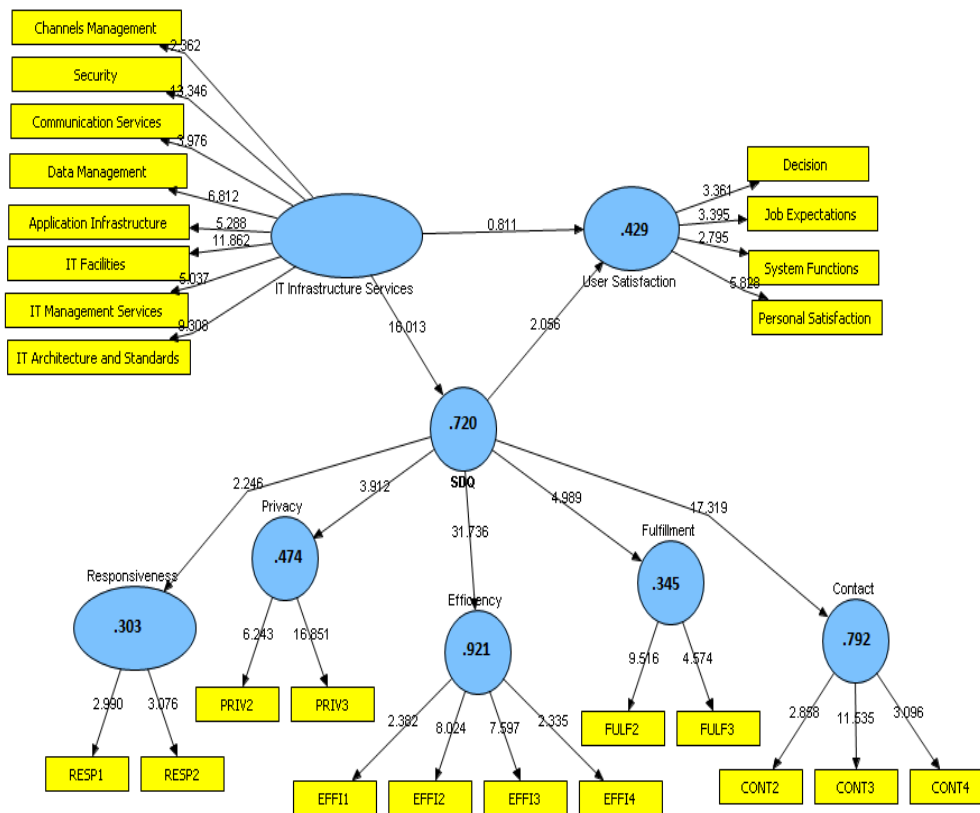 Channels Management
2.362
Security
13.346
Communication Services
3.976
Data Management
6.812
Application Infrastructure
5.288
11.862
IT Facilities
5.037
IT Management Services
9.308
IT Architecture and Standards
IT Infrastructure Services
0.811
.429
User Satisfaction
Decision
3.361
Job Expectations
3.395
2.795
System Functions
5.828
Personal Satisfaction
16.013
2.056
.720
SDQ
2.246
3.912
31.736
4.989
17.319
Responsiveness
.303
Privacy
.474
Efficiency
.921
Fulfillment
.345
Contact
.792
2.990
3.076
RESP1
RESP2
6.243
16.851
PRIV2
PRIV3
2.382
8.024
7.597
2.335
EFFI1
EFFI2
EFFI3
EFFI4
9.516
4.574
FULF2
FULF3
2.858
11.535
3.096
CONT2
CONT3
CONT4